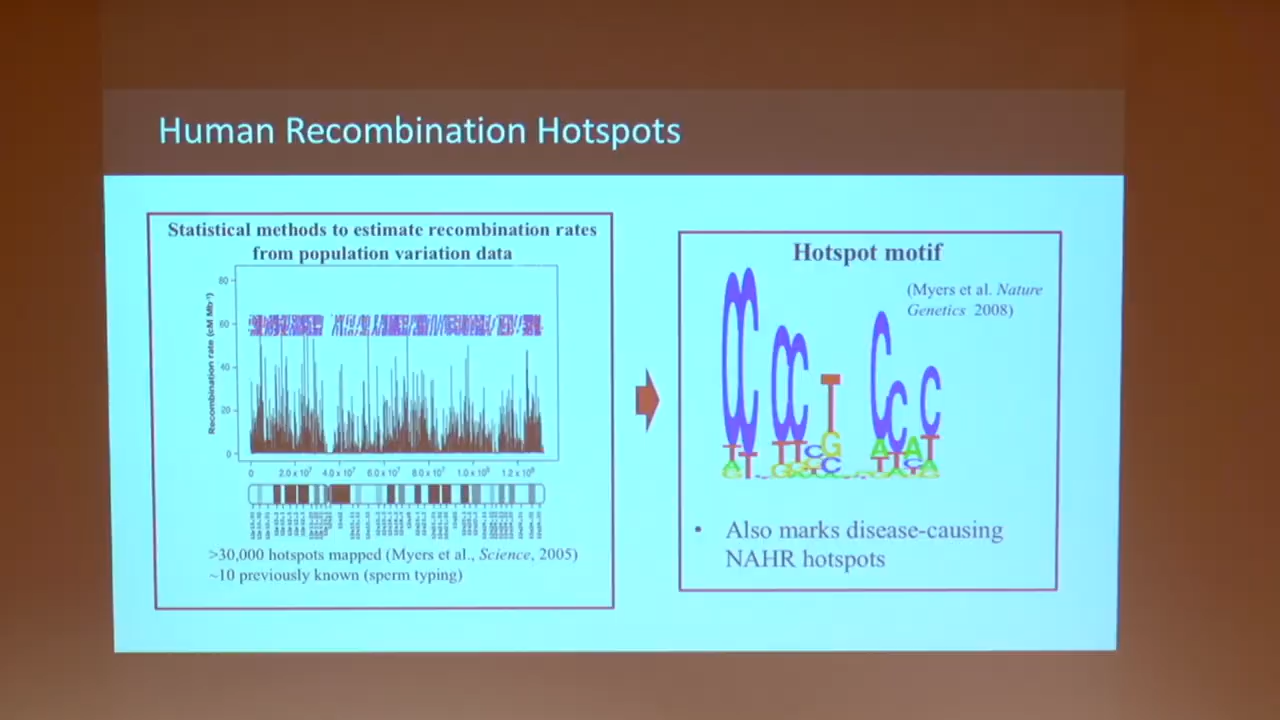 Human Recombination Hotspots
Statistical methods to estimate recombination rates
from population variation data
Recombination rate (cM Mb⁻¹)
80
60
40
20
0
0 2.0 x 10⁷ 4.0 x 10⁷ 6.0 x 10⁷ 8.0 x 10⁷ 1.0 x 10⁸ 1.2 x 10⁸
>30,000 hotspots mapped (Myers et al., Science, 2005)
~10 previously known (sperm typing)
Hotspot motif
(Myers et al. Nature
Genetics 2008)
CC CC T C C C
• Also marks disease-causing
NAHR hotspots